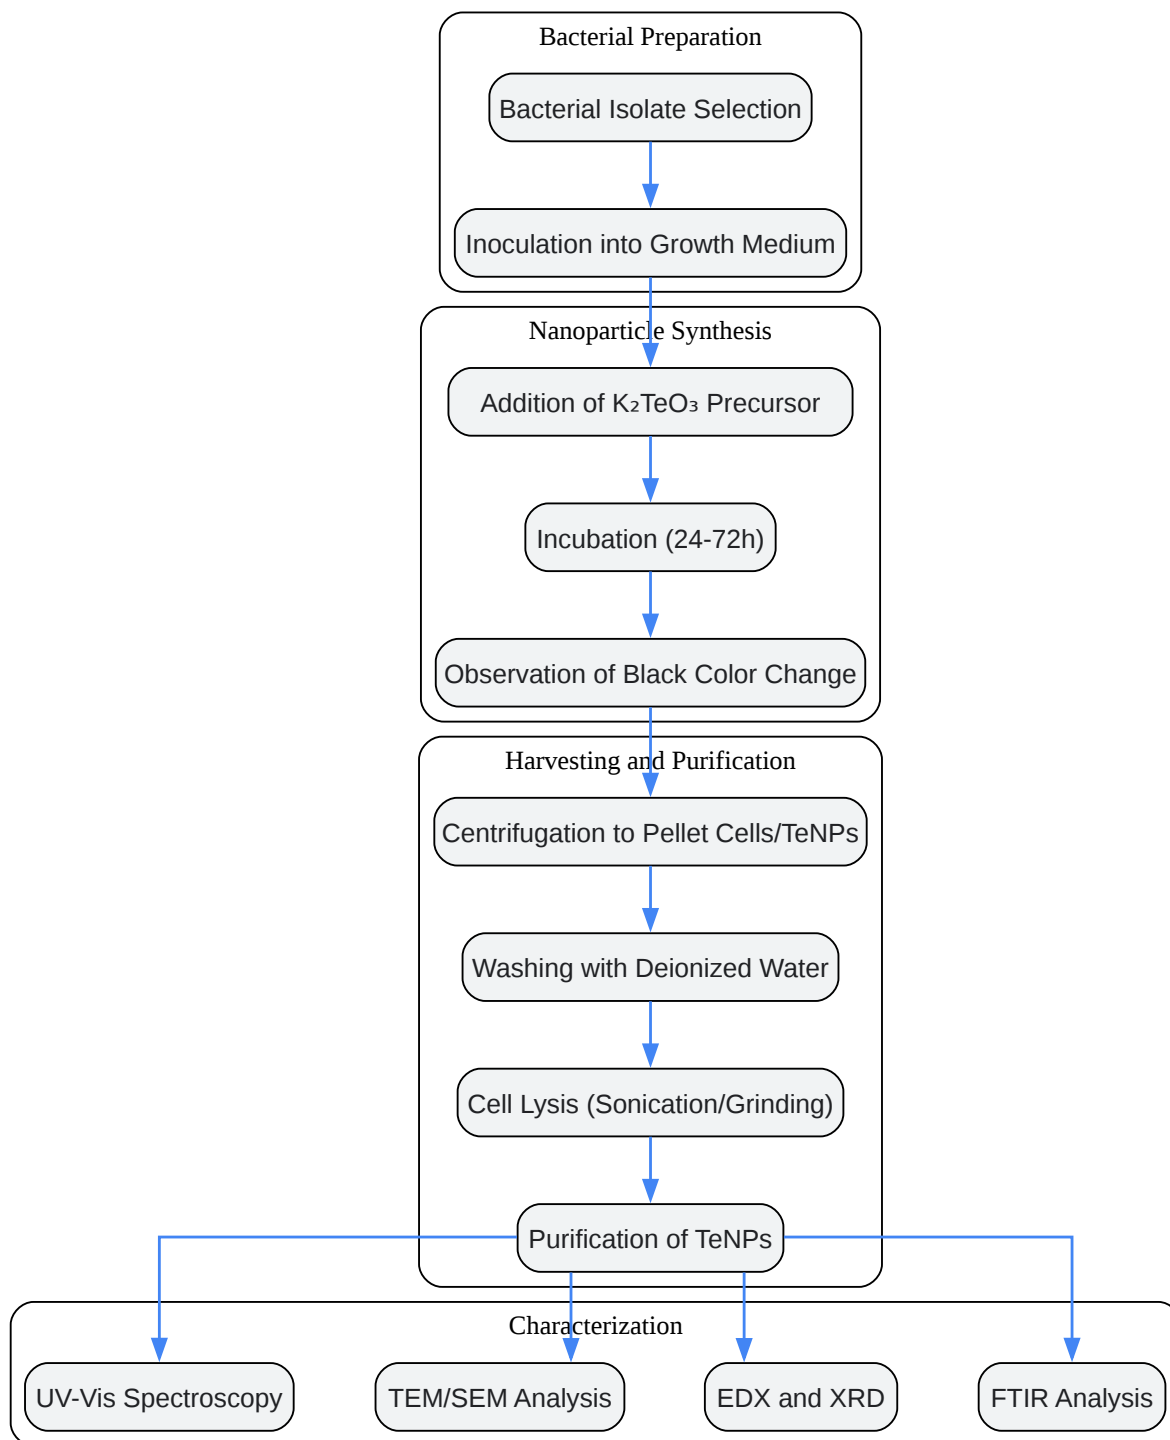 Bacterial Preparation
Bacterial Isolate Selection
Inoculation into Growth Medium
Nanoparticle Synthesis
Addition of K₂TeO₃ Precursor
Incubation (24-72h)
Observation of Black Color Change
Harvesting and Purification
Centrifugation to Pellet Cells/TeNPs
Washing with Deionized Water
Cell Lysis (Sonication/Grinding)
Purification of TeNPs
Characterization
UV-Vis Spectroscopy
TEM/SEM Analysis
EDX and XRD
FTIR Analysis